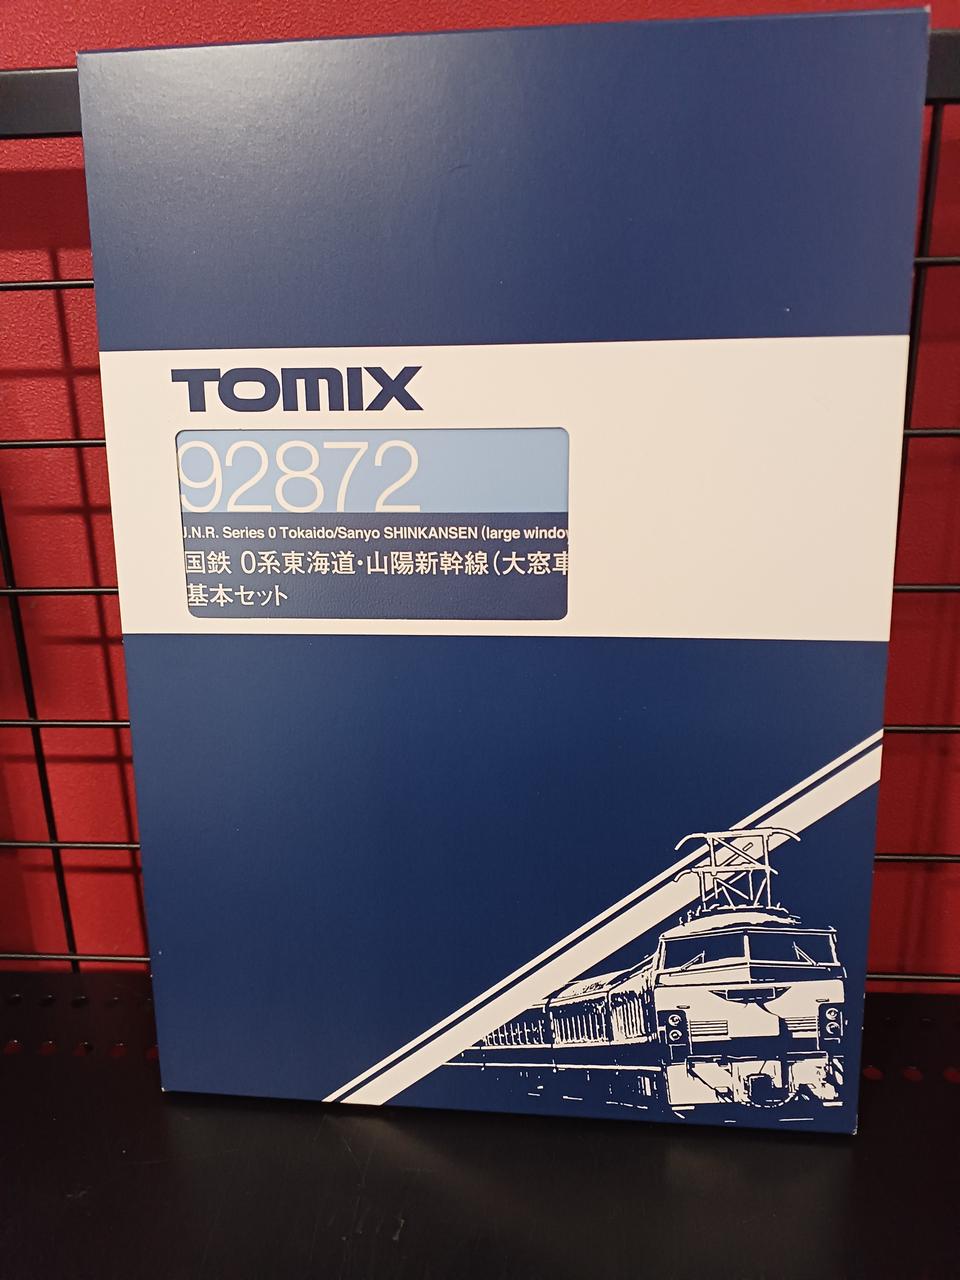 TOMIX
92872
J.N.R. Series 0 Tokaido/Sanyo SHINKANSEN (large window
国鉄 0系東海道・山陽新幹線(大窓車
基本セット